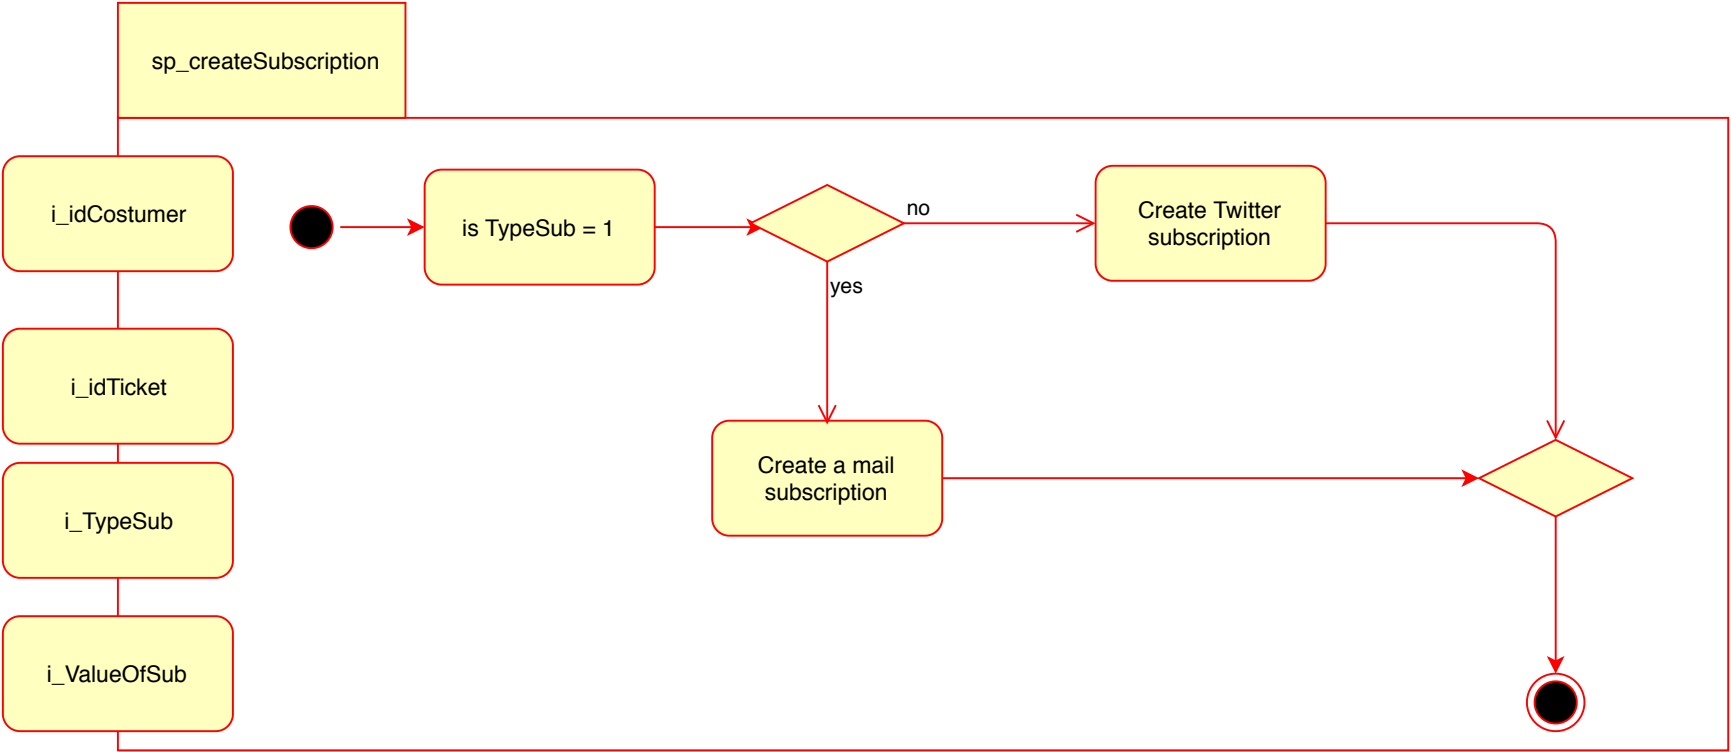 sp_createSubscription
i_idCostumer
is TypeSub = 1
no
Create Twitter
subscription
yes
i_idTicket
Create a mail
subscription
i_TypeSub
i_ValueOfSub